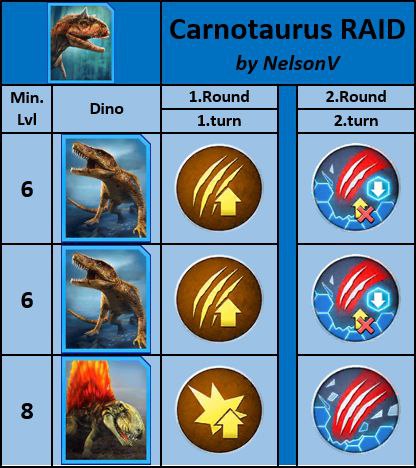 Carnotaurus RAID
by NelsonV
Min.
Lvl
Dino
1.Round
2.Round
1.turn
2.turn
6
6
8